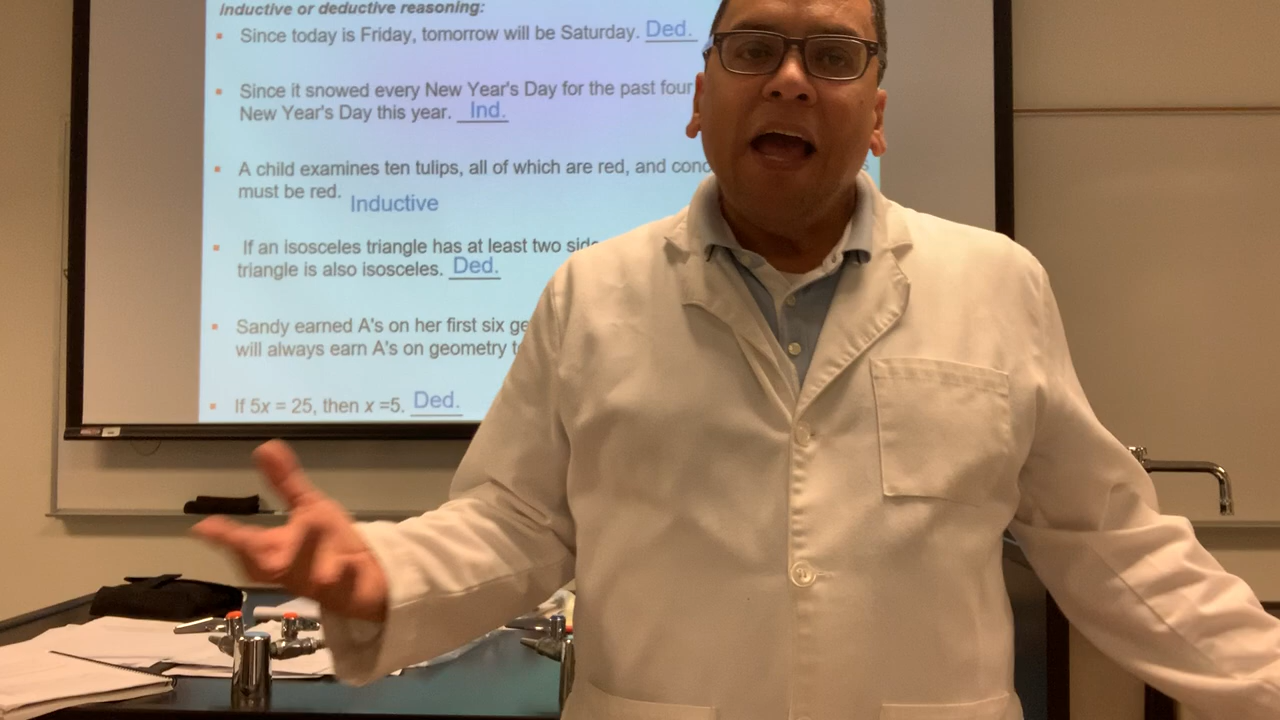 Inductive or deductive reasoning:
Since today is Friday, tomorrow will be Saturday. Ded.
Since it snowed every New Year's Day for the past four
New Year's Day this year. Ind.
A child examines ten tulips, all of which are red, and
must be red.
Inductive
If an isosceles triangle has at least two
triangle is also isosceles. Ded.
Sandy earned A's on her first six
will always earn A's on geometry
If 5x = 25, then x =5. Ded.